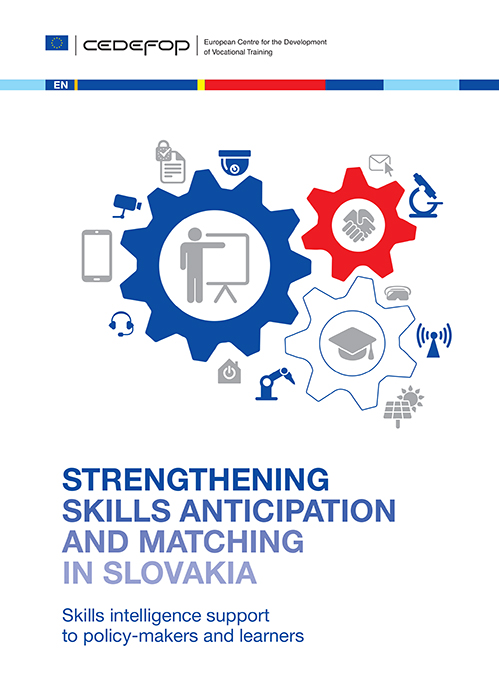 CEDEFOP
European Centre for the Development
of Vocational Training
EN
STRENGTHENING
SKILLS ANTICIPATION
AND MATCHING
IN SLOVAKIA
Skills intelligence support
to policy-makers and learners